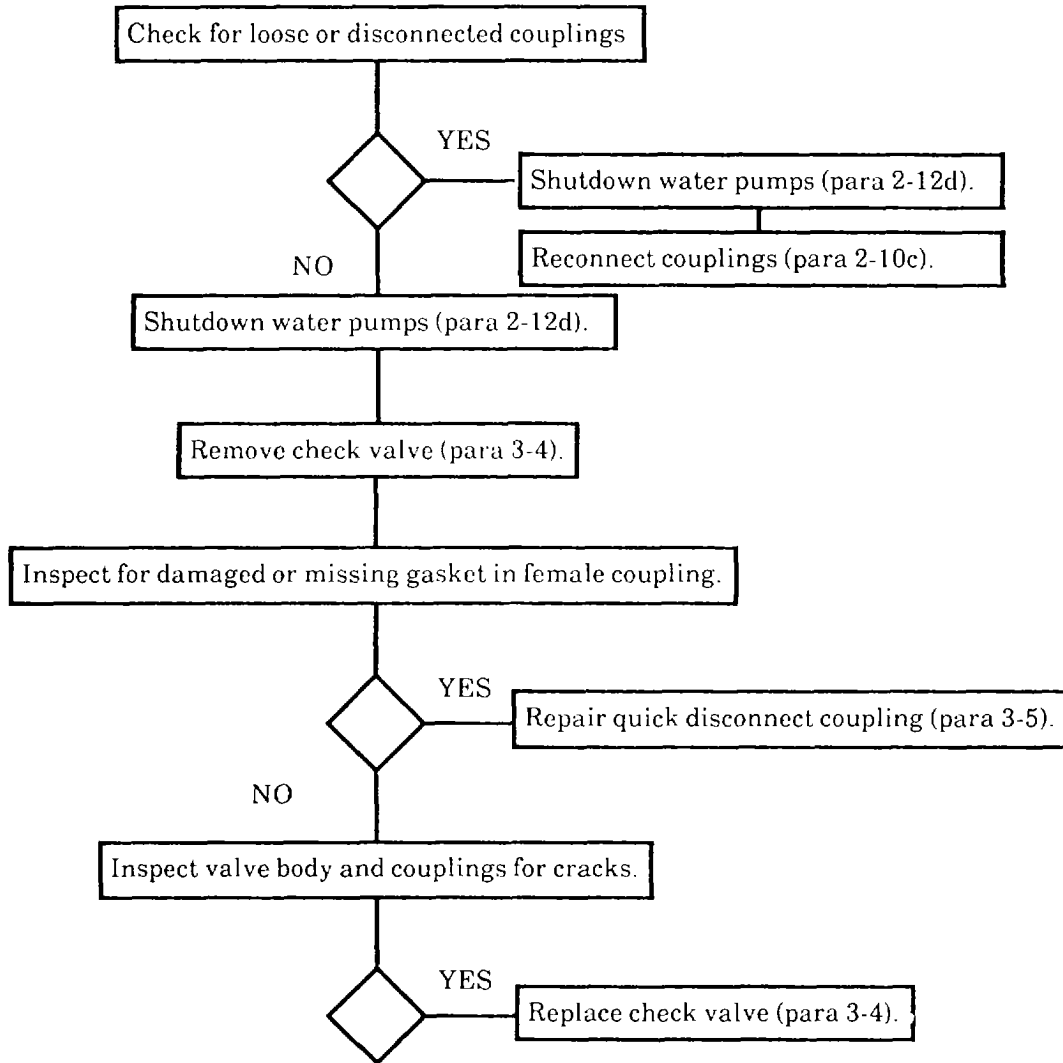 Check for loose or disconnected couplings
YES
Shutdown water pumps (para 2-12d).
Reconnect couplings (para 2-10c).
NO
Shutdown water pumps (para 2-12d).
Remove check valve (para 3-4).
Inspect for damaged or missing gasket in female coupling.
YES
Repair quick disconnect coupling (para 3-5).
NO
Inspect valve body and couplings for cracks.
YES
Replace check valve (para 3-4).